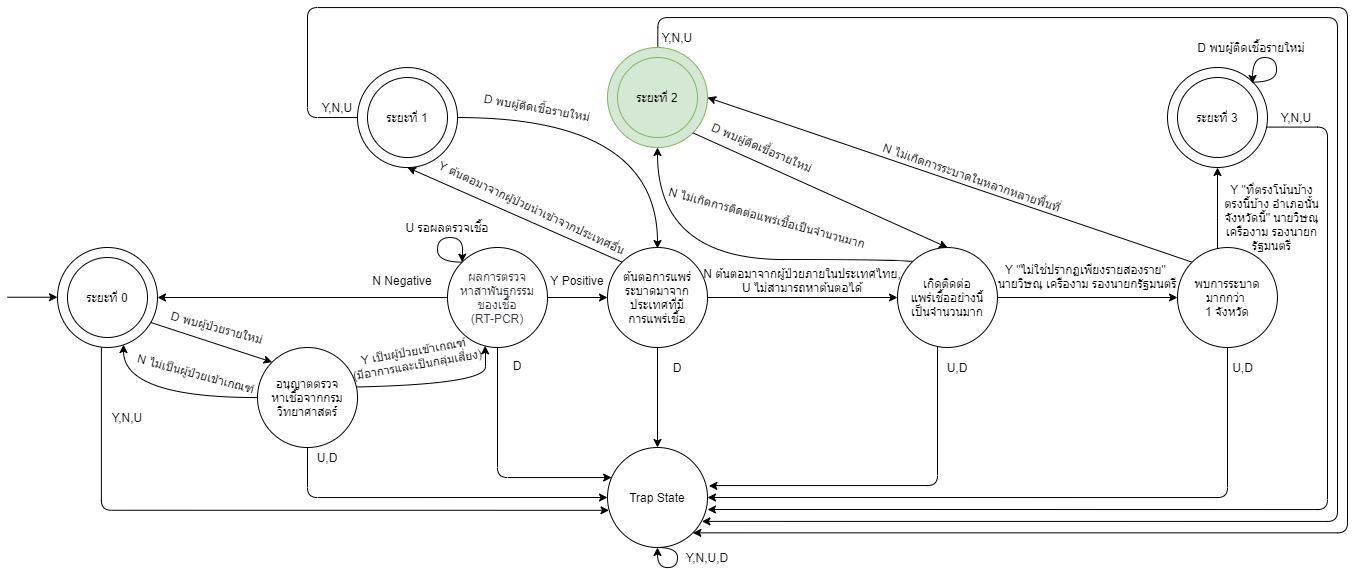 Y,N,U
D พบผู้ติดเชื้อรายใหม่
Y,N,U
ระยะที่ 1
D พบผู้ติดเชื้อรายใหม่
ระยะที่ 2
D พบผู้ติดเชื้อรายใหม่
ระยะที่ 3
Y,N,U
Y,N,U
N ไม่เกิดการระบาดในหลากหลายพื้นที่
Y ต้นตอมาจากผู้ป่วยนำเข้าจากประเทศอื่น
N ไม่เกิดการติดต่อแพร่เชื้อเป็นจำนวนมาก
Y "ที่ตรงโน้นบ้าง
ตรงนี้บ้าง อำเภอนั้น
จังหวัดนี้" นายวิษณุ
เครืองาม รองนายก
รัฐมนตรี
U รอผลตรวจเชื้อ
ระยะที่ 0
N Negative
ผลการตรวจ
หาสาพันธุกรรม
ของเชื้อ
(RT-PCR)
Y Positive
ต้นตอการแพร่
ระบาดมาจาก
ประเทศที่มี
การแพร่เชื้อ
N ต้นตอมาจากผู้ป่วยภายในประเทศไทย,
U ไม่สามารถหาต้นตอได้
เกิดติดต่อ
แพร่เชื้ออย่างนี้
เป็นจำนวนมาก
Y "ไม่ใช่ปรากฏเพียงรายสองราย"
นายวิษณุ เครืองาม รองนายกรัฐมนตรี
พบการระบาด
มากกว่า
1 จังหวัด
D พบผู้ป่วยรายใหม่
N ไม่เป็นผู้ป่วยเข้าเกณฑ์
Y เป็นผู้ป่วยเข้าเกณฑ์
(มีอาการและเป็นกลุ่มเสี่ยง)
อนุญาตตรวจ
หาเชื้อจากกรม
วิทยาศาสตร์
D
D
U,D
U,D
Y,N,U
U,D
Trap State
Y,N,U,D